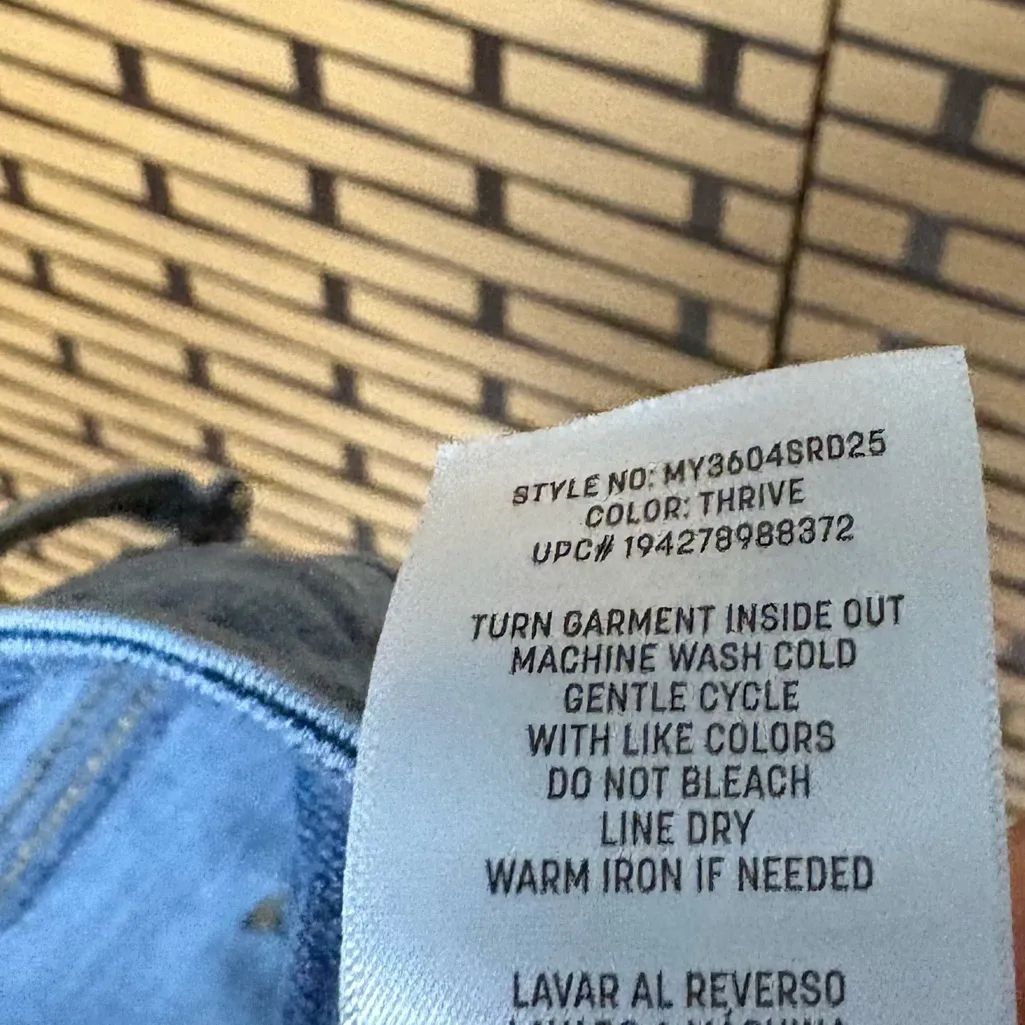 STYLE NO: MY3604SRD25
COLOR: THRIVE
UPC# 194278988372
TURN GARMENT INSIDE OUT
MACHINE WASH COLD
GENTLE CYCLE
WITH LIKE COLORS
DO NOT BLEACH
LINE DRY
WARM IRON IF NEEDED
LAVAR AL REVERSO